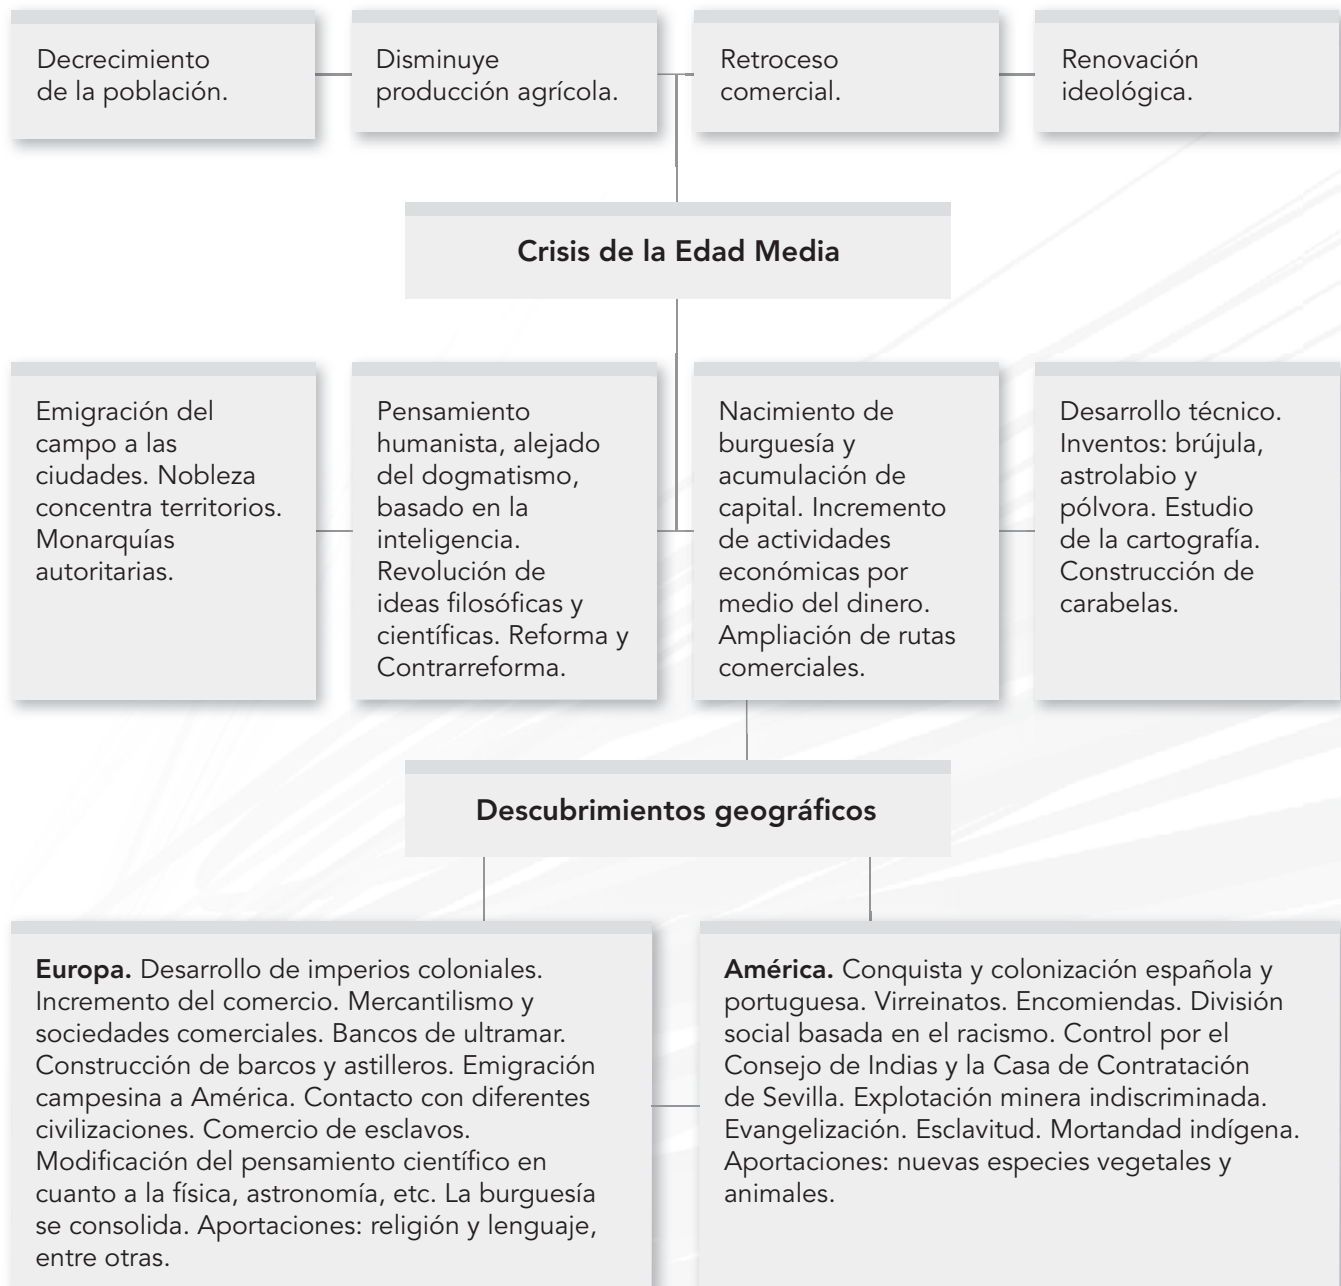 Decrecimiento
de la población.
Disminuye
producción agrícola.
Retroceso
comercial.
Renovación
ideológica.
Crisis de la Edad Media
Emigración del
campo a las
ciudades. Nobleza
concentra territorios.
Monarquías
autoritarias.
Pensamiento
humanista, alejado
del dogmatismo,
basado en la
inteligencia.
Revolución de
ideas filosóficas y
científicas. Reforma y
Contrarreforma.
Nacimiento de
burguesía y
acumulación de
capital. Incremento
de actividades
económicas por
medio del dinero.
Ampliación de rutas
comerciales.
Desarrollo técnico.
Inventos: brújula,
astrolabio y
pólvora. Estudio
de la cartografía.
Construcción de
carabelas.
Descubrimientos geográficos
Europa. Desarrollo de imperios coloniales.
Incremento del comercio. Mercantilismo y
sociedades comerciales. Bancos de ultramar.
Construcción de barcos y astilleros. Emigración
campesina a América. Contacto con diferentes
civilizaciones. Comercio de esclavos.
Modificación del pensamiento científico en
cuanto a la física, astronomía, etc. La burguesía
se consolida. Aportaciones: religión y lenguaje,
entre otras.
América. Conquista y colonización española y
portuguesa. Virreinatos. Encomiendas. División
social basada en el racismo. Control por el
Consejo de Indias y la Casa de Contratación
de Sevilla. Explotación minera indiscriminada.
Evangelización. Esclavitud. Mortandad indígena.
Aportaciones: nuevas especies vegetales y
animales.